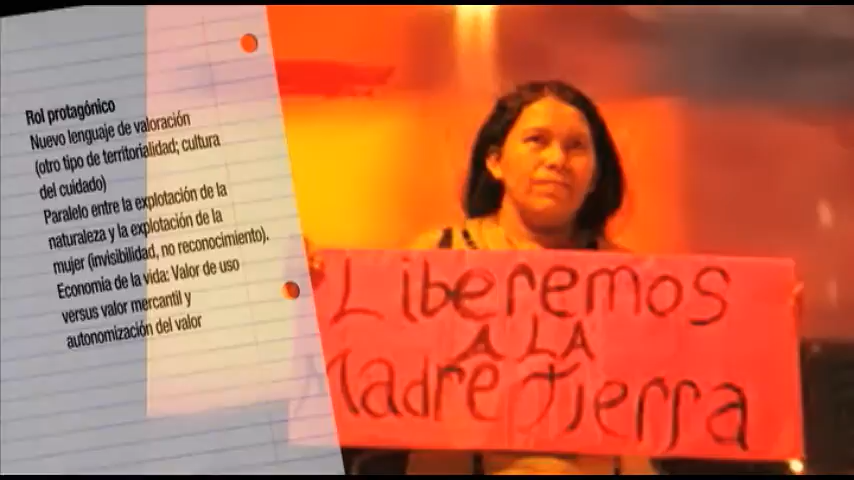 Rol protagónico
Nuevo lenguaje de valoración
(otro tipo de territorialidad; cultura
del cuidado)
Paralelo entre la explotación de la
naturaleza y la explotación de la
mujer (invisibilidad, no reconocimiento).
Economía de la vida: Valor de uso
versus valor mercantil y
autonomización del valor
Liberemos
A LA
Madre Tierra